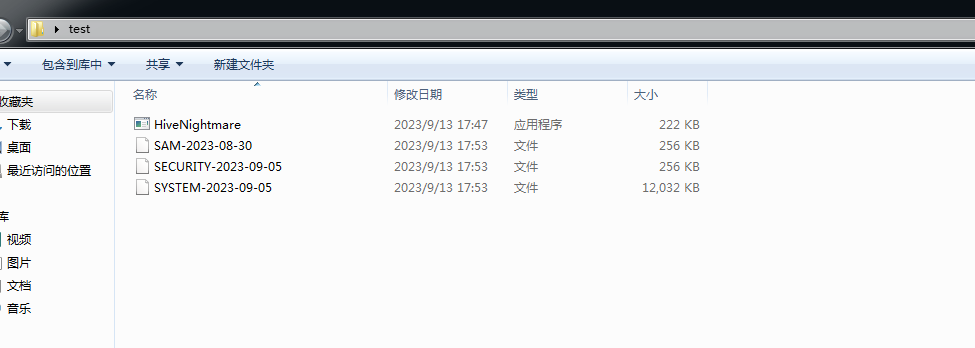 test
包含到库中 共享 新建文件夹
收藏夹
下载
桌面
最近访问的位置
库
视频
图片
文档
音乐
名称 修改日期 类型 大小
HiveNightmare 2023/9/13 17:47 应用程序 222 KB
SAM-2023-08-30 2023/9/13 17:53 文件 256 KB
SECURITY-2023-09-05 2023/9/13 17:53 文件 256 KB
SYSTEM-2023-09-05 2023/9/13 17:53 文件 12,032 KB